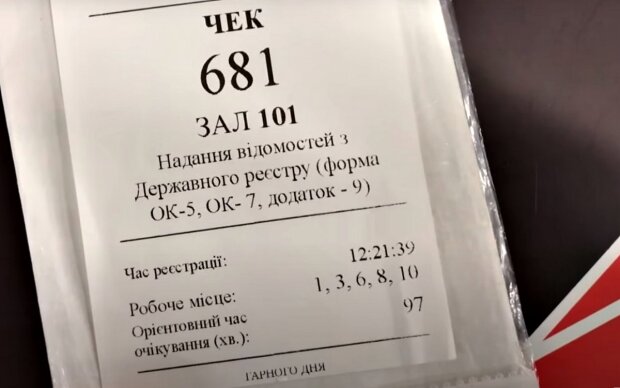 ЧЕК
681
ЗАЛ 101
Надання відомостей з
Державного реєстру (форма
ОК-5, ОК- 7, додаток - 9)
Час реєстрації: 12:21:39
Робоче місце: 1, 3, 6, 8, 10
Орієнтовний час
очікування (хв.): 97
ГАРНОГО ДНЯ